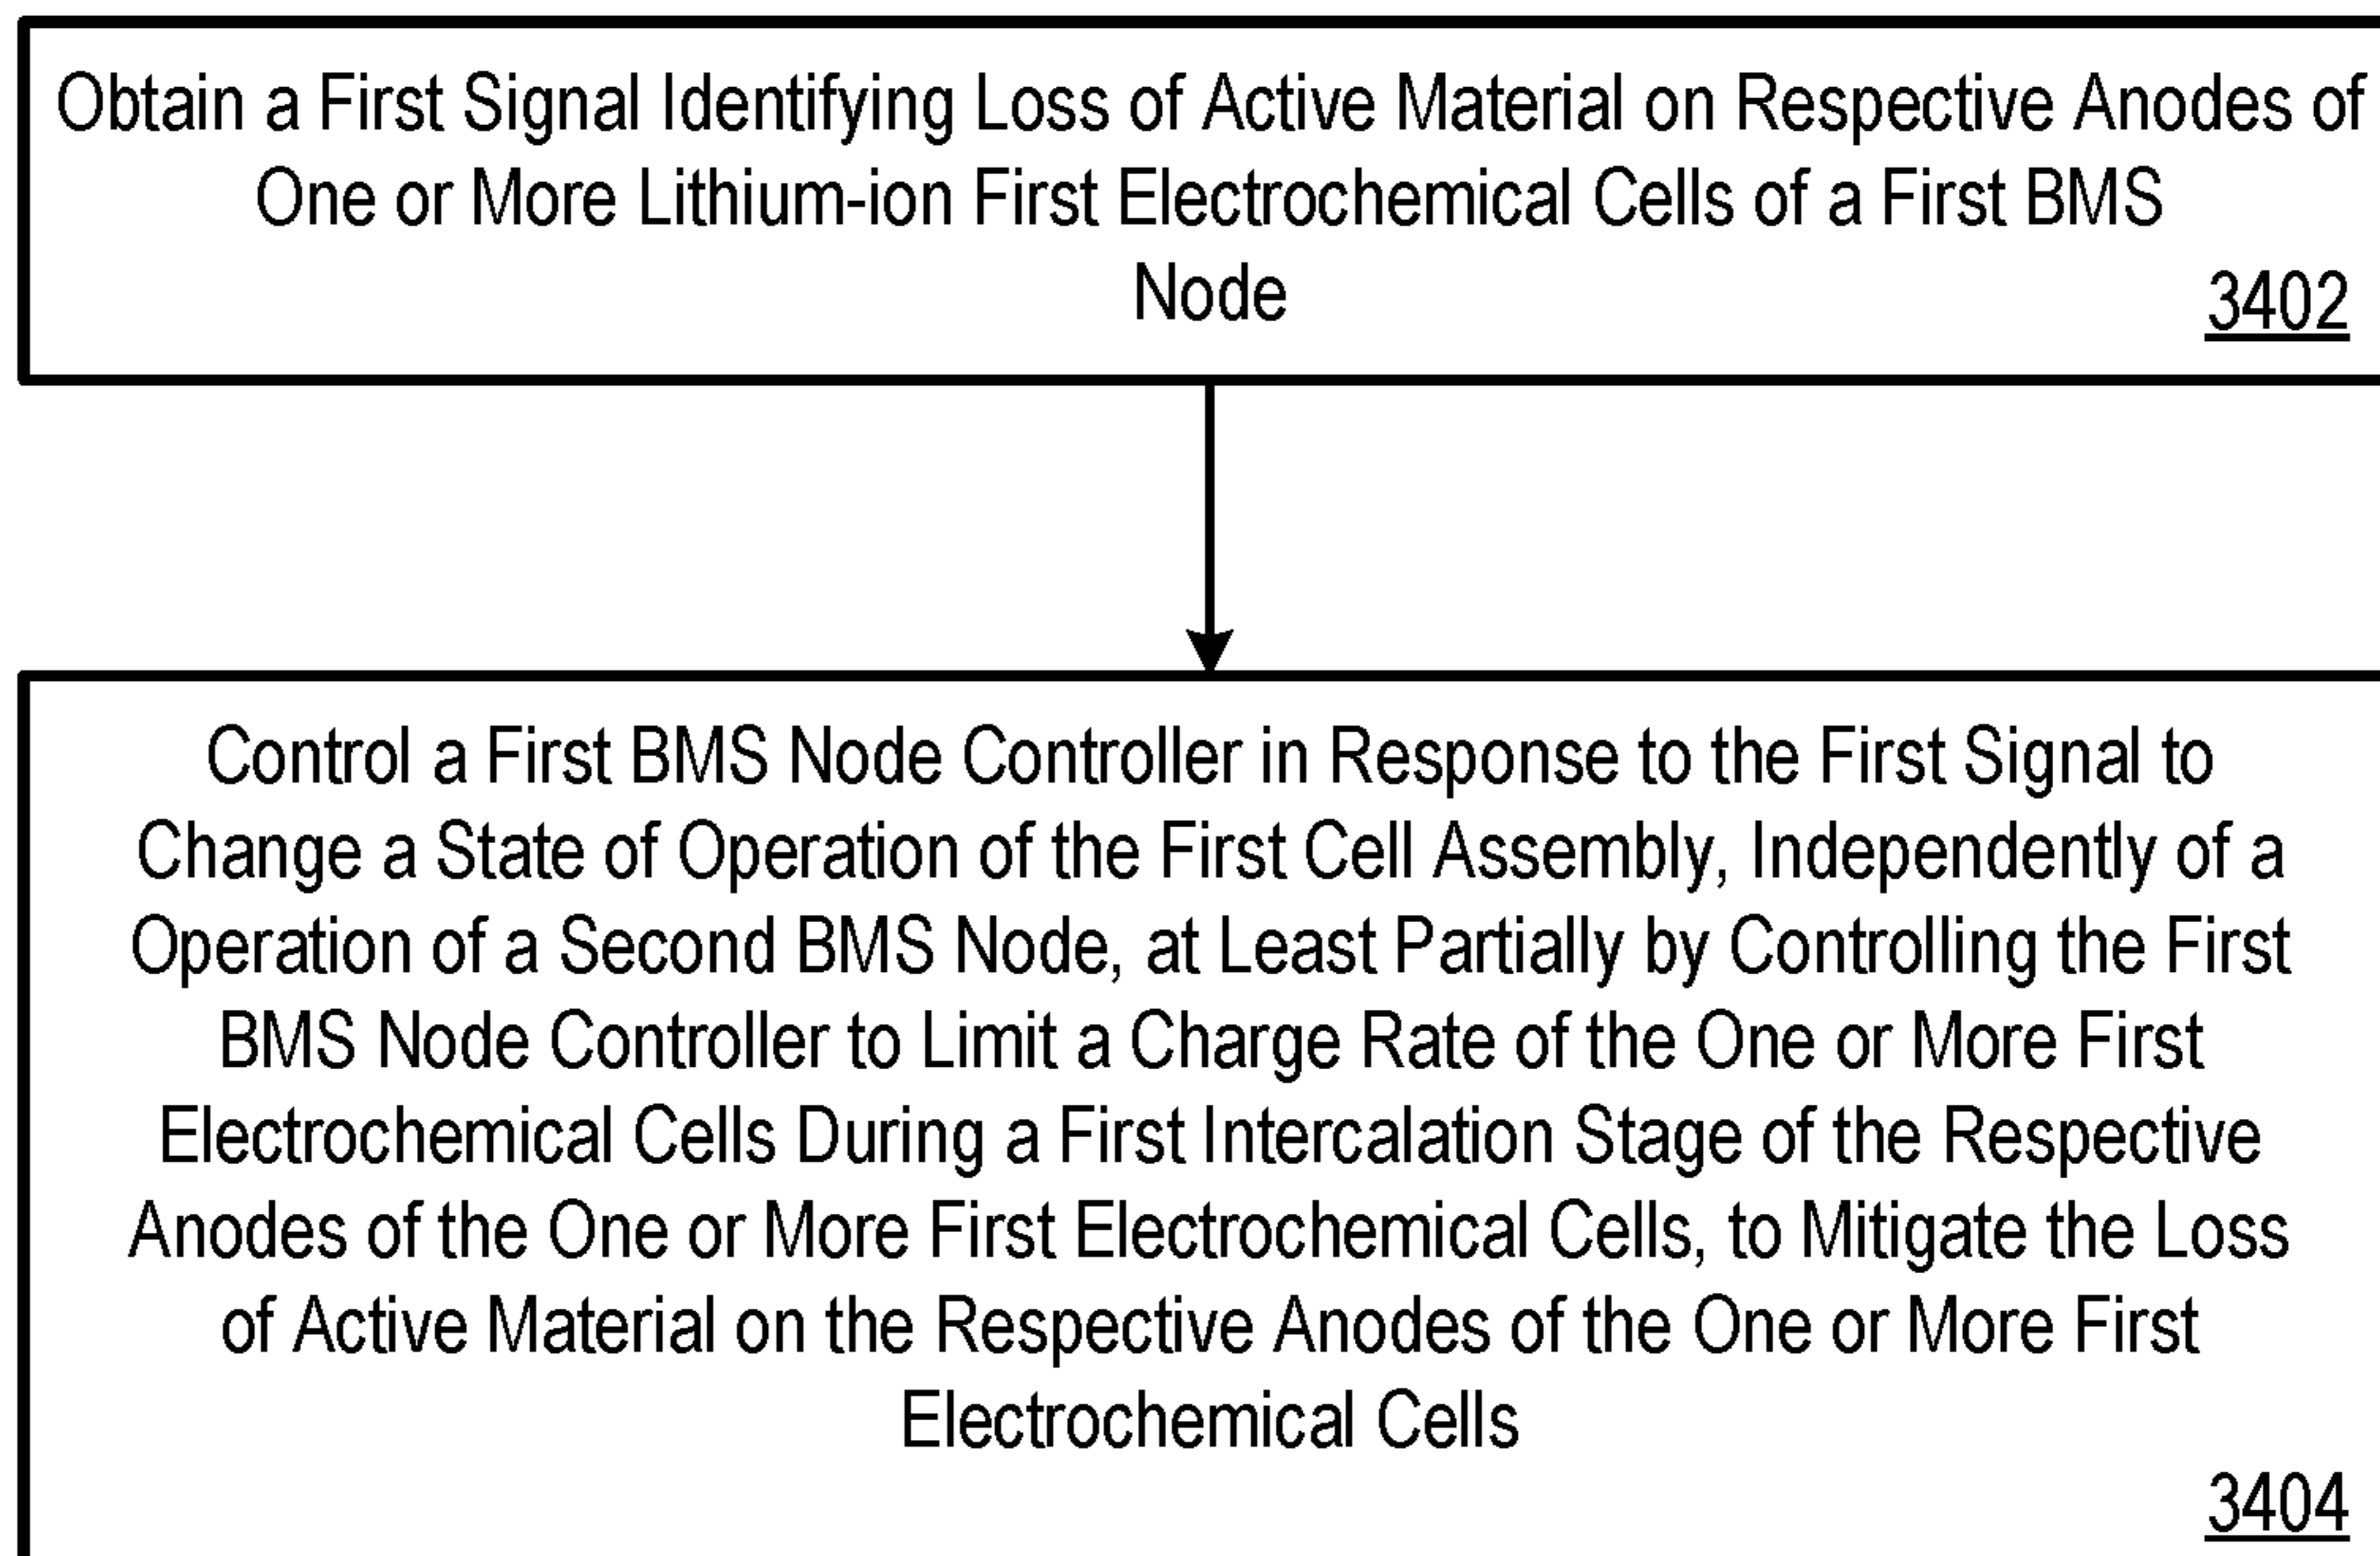 Obtain a First Signal Identifying Loss of Active Material on Respective Anodes of
One or More Lithium-ion First Electrochemical Cells of a First BMS
Node
3402
Control a First BMS Node Controller in Response to the First Signal to
Change a State of Operation of the First Cell Assembly, Independently of a
Operation of a Second BMS Node, at Least Partially by Controlling the First
BMS Node Controller to Limit a Charge Rate of the One or More First
Electrochemical Cells During a First Intercalation Stage of the Respective
Anodes of the One or More First Electrochemical Cells, to Mitigate the Loss
of Active Material on the Respective Anodes of the One or More First
Electrochemical Cells
3404